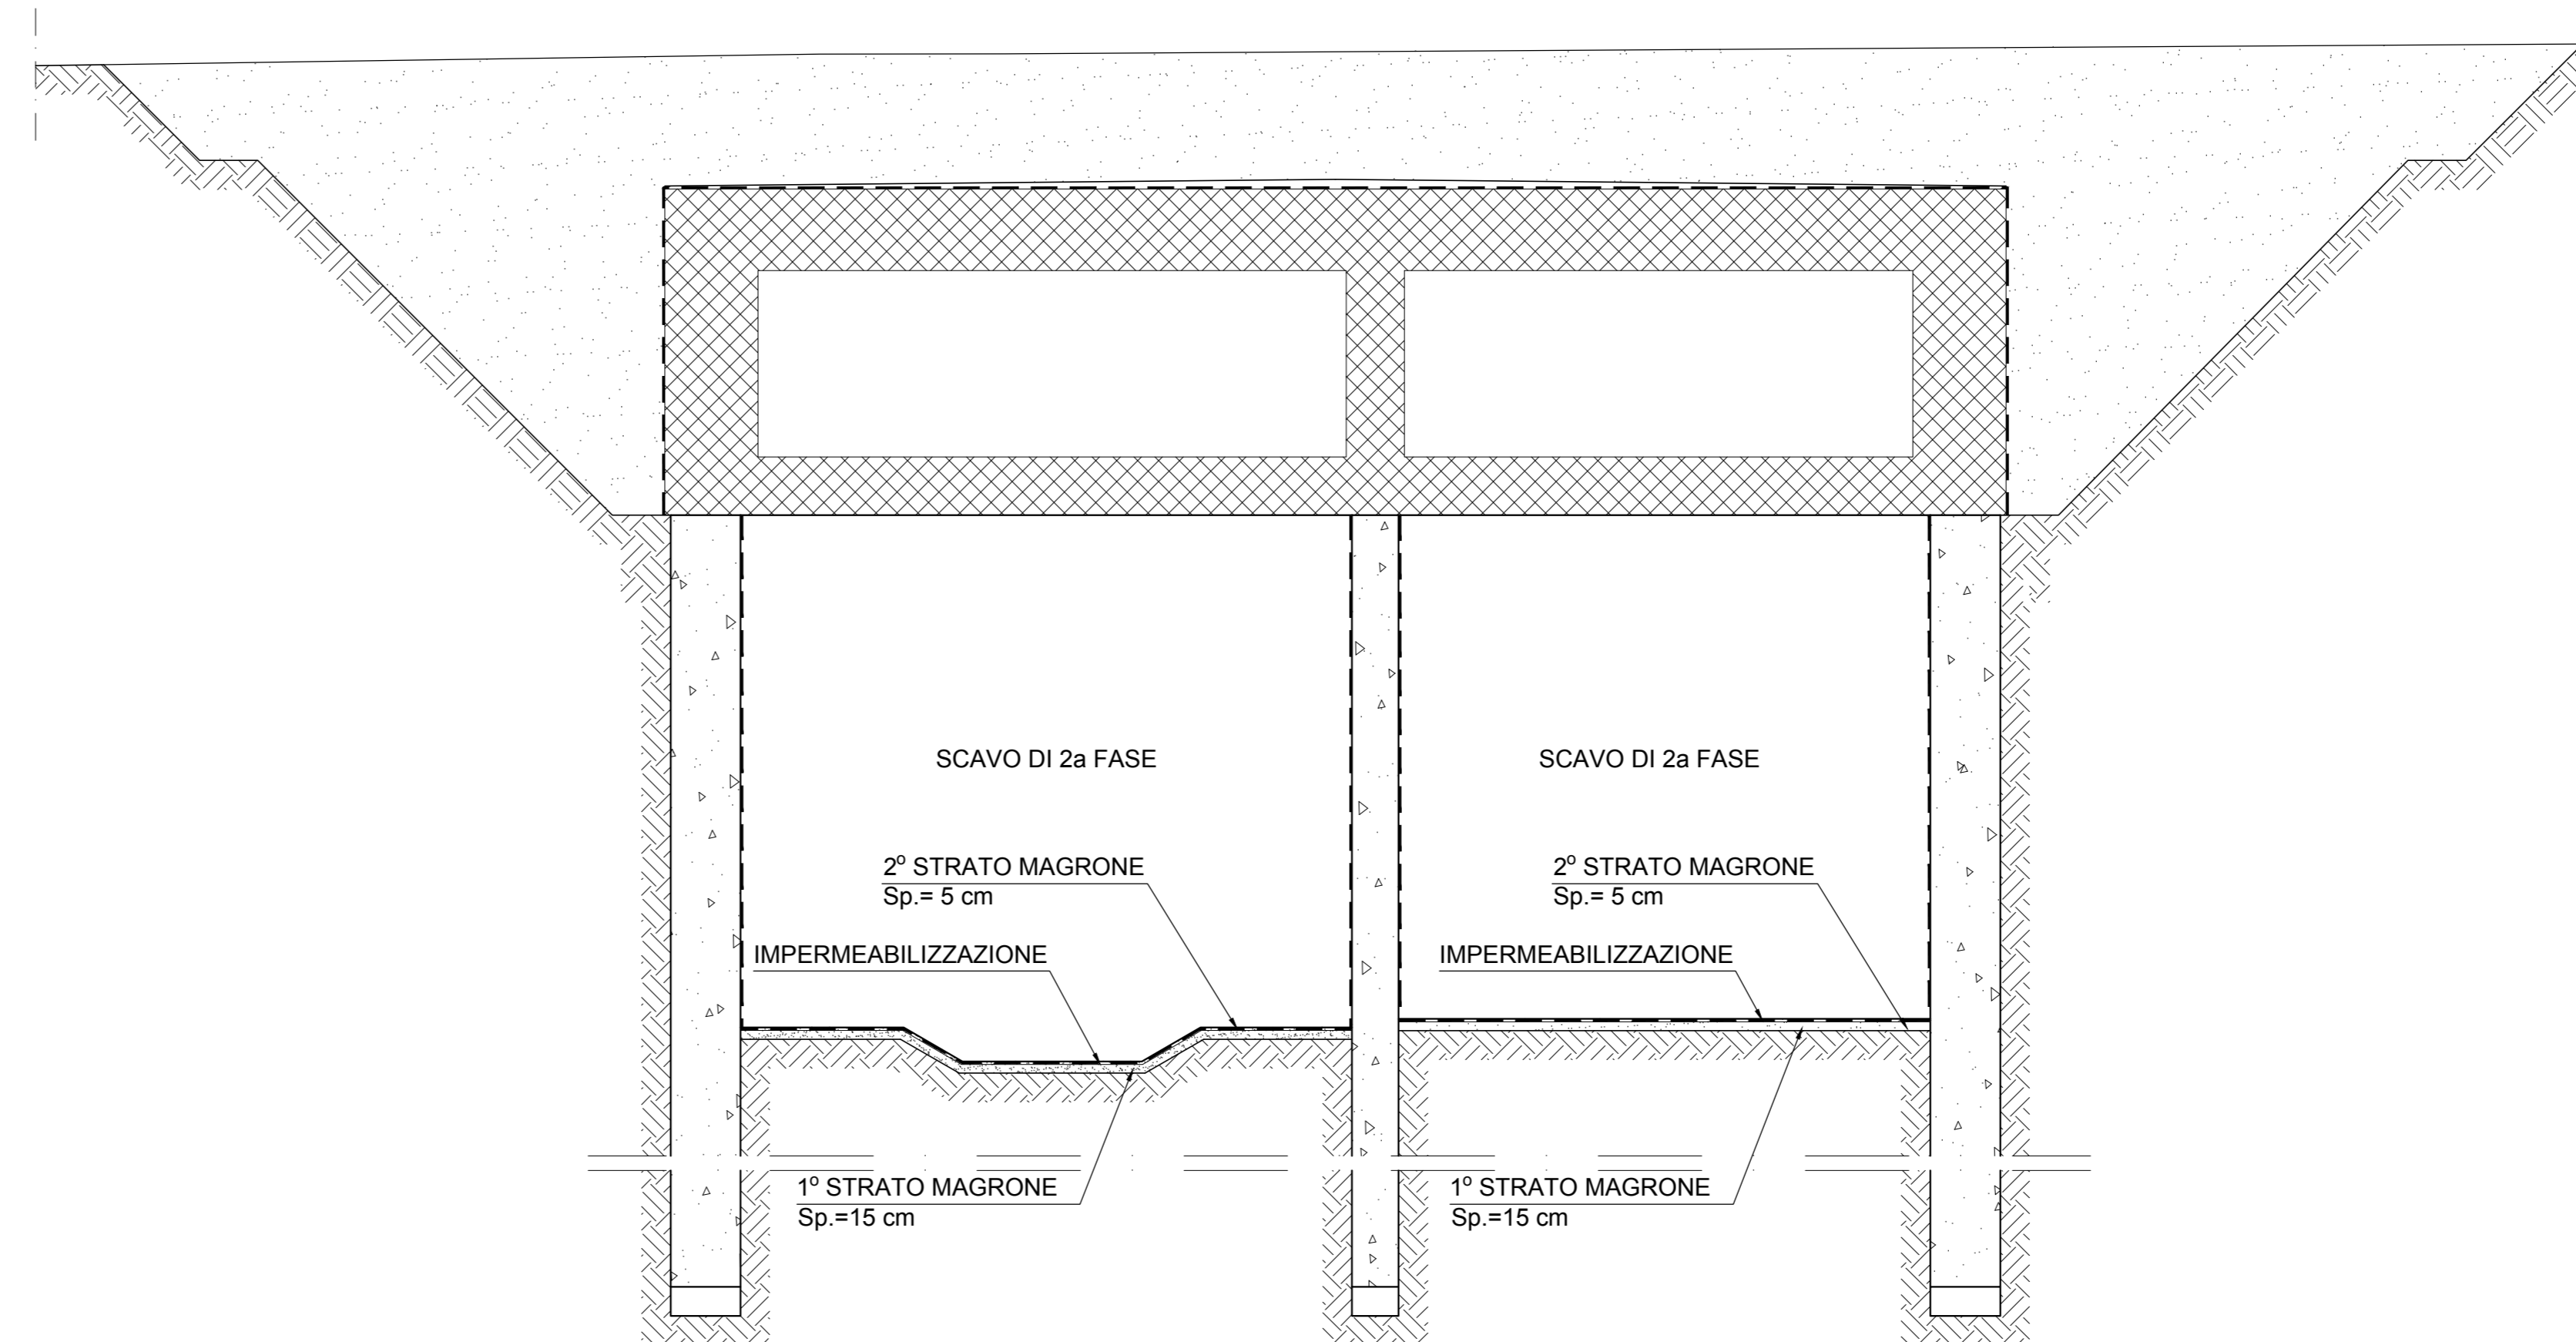 SCAVO DI 2a FASE
SCAVO DI 2a FASE
2º STRATO MAGRONE
Sp.= 5 cm
2º STRATO MAGRONE
Sp.= 5 cm
IMPERMEABILIZZAZIONE
IMPERMEABILIZZAZIONE
1º STRATO MAGRONE
Sp.=15 cm
1º STRATO MAGRONE
Sp.=15 cm